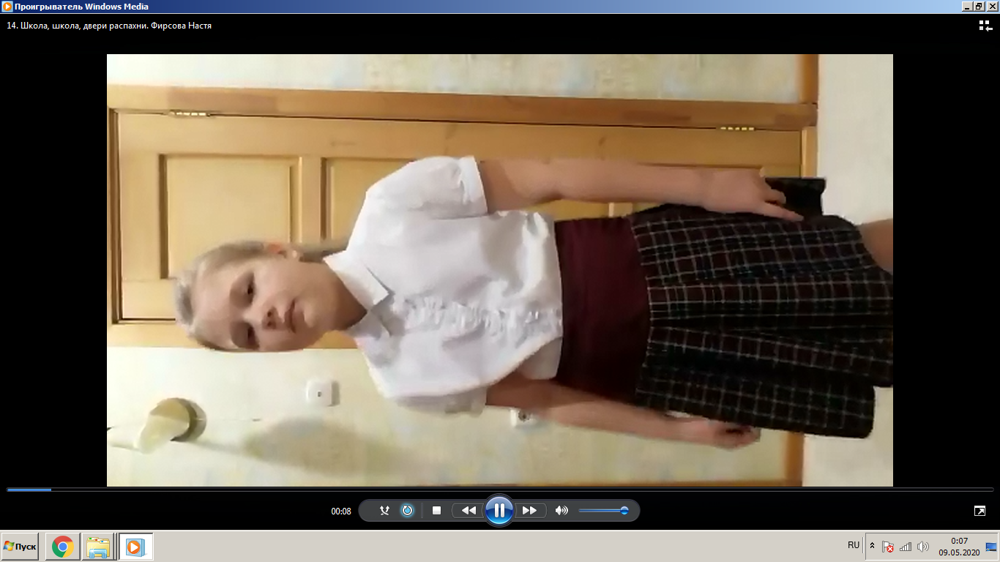 Проигрыватель Windows Media
14. Школа, школа, двери распахни. Фирсова Настя
00:08
Пуск
RU
0:07
09.05.2020